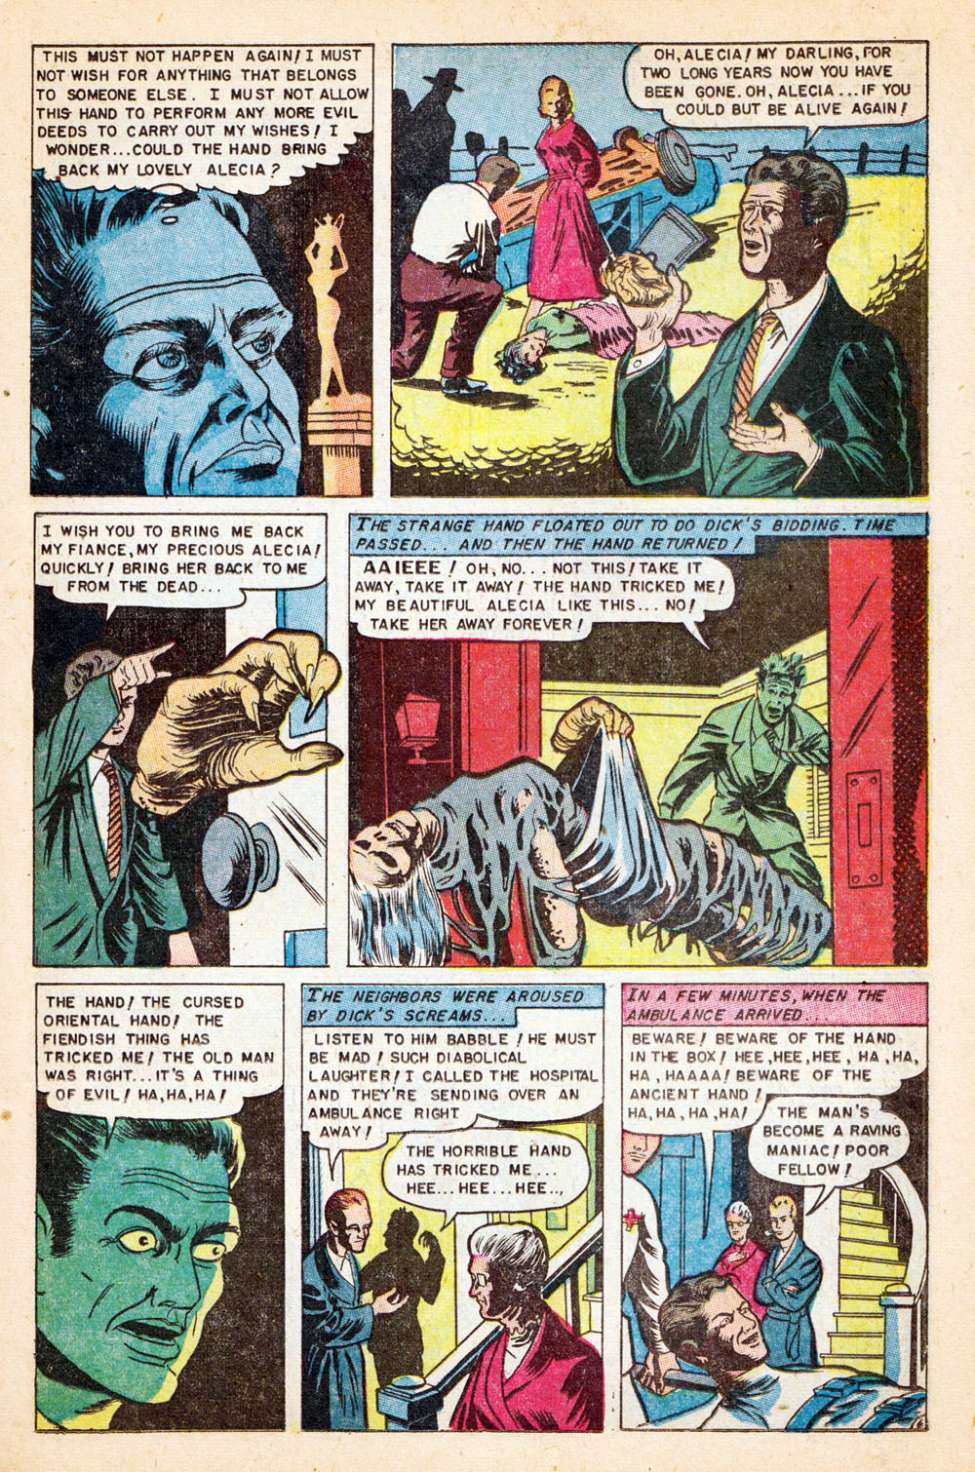 THIS MUST NOT HAPPEN AGAIN! I MUST
NOT WISH FOR ANYTHING THAT BELONGS
TO SOMEONE ELSE. I MUST NOT ALLOW
THIS HAND TO PERFORM ANY MORE EVIL
DEEDS TO CARRY OUT MY WISHES! I
WONDER...COULD THE HAND BRING
BACK MY LOVELY ALECIA?
OH, ALECIA! MY DARLING, FOR
TWO LONG YEARS NOW YOU HAVE
BEEN GONE. OH, ALECIA... IF YOU
COULD BUT BE ALIVE AGAIN!
I WISH YOU TO BRING ME BACK
MY FIANCE, MY PRECIOUS ALECIA!
QUICKLY! BRING HER BACK TO ME
FROM THE DEAD...
THE STRANGE HAND FLOATED OUT TO DO DICK'S BIDDING. TIME
PASSED... AND THEN THE HAND RETURNED!
AAIEEE! OH, NO... NOT THIS! TAKE IT
AWAY, TAKE IT AWAY! THE HAND TRICKED ME!
MY BEAUTIFUL ALECIA LIKE THIS... NO!
TAKE HER AWAY FOREVER!
THE HAND! THE CURSED
ORIENTAL HAND! THE
FIENDISH THING HAS
TRICKED ME! THE OLD MAN
WAS RIGHT...IT'S A THING
OF EVIL! HA, HA, HA!
THE NEIGHBORS WERE AROUSED
BY DICK'S SCREAMS...
LISTEN TO HIM BABBLE! HE MUST
BE MAD! SUCH DIABOLICAL
LAUGHTER! I CALLED THE HOSPITAL
AND THEY'RE SENDING OVER AN
AMBULANCE RIGHT
AWAY!
THE HORRIBLE HAND
HAS TRICKED ME...
HEE...HEE...HEE...
IN A FEW MINUTES, WHEN THE
AMBULANCE ARRIVED...
BEWARE! BEWARE OF THE HAND
IN THE BOX! HEE, HEE, HEE, HA, HA,
HA, HAAAA! BEWARE OF THE
ANCIENT HAND!
HA, HA, HA, HA!
THE MAN'S
BECOME A RAVING
MANIAC! POOR
FELLOW!
6